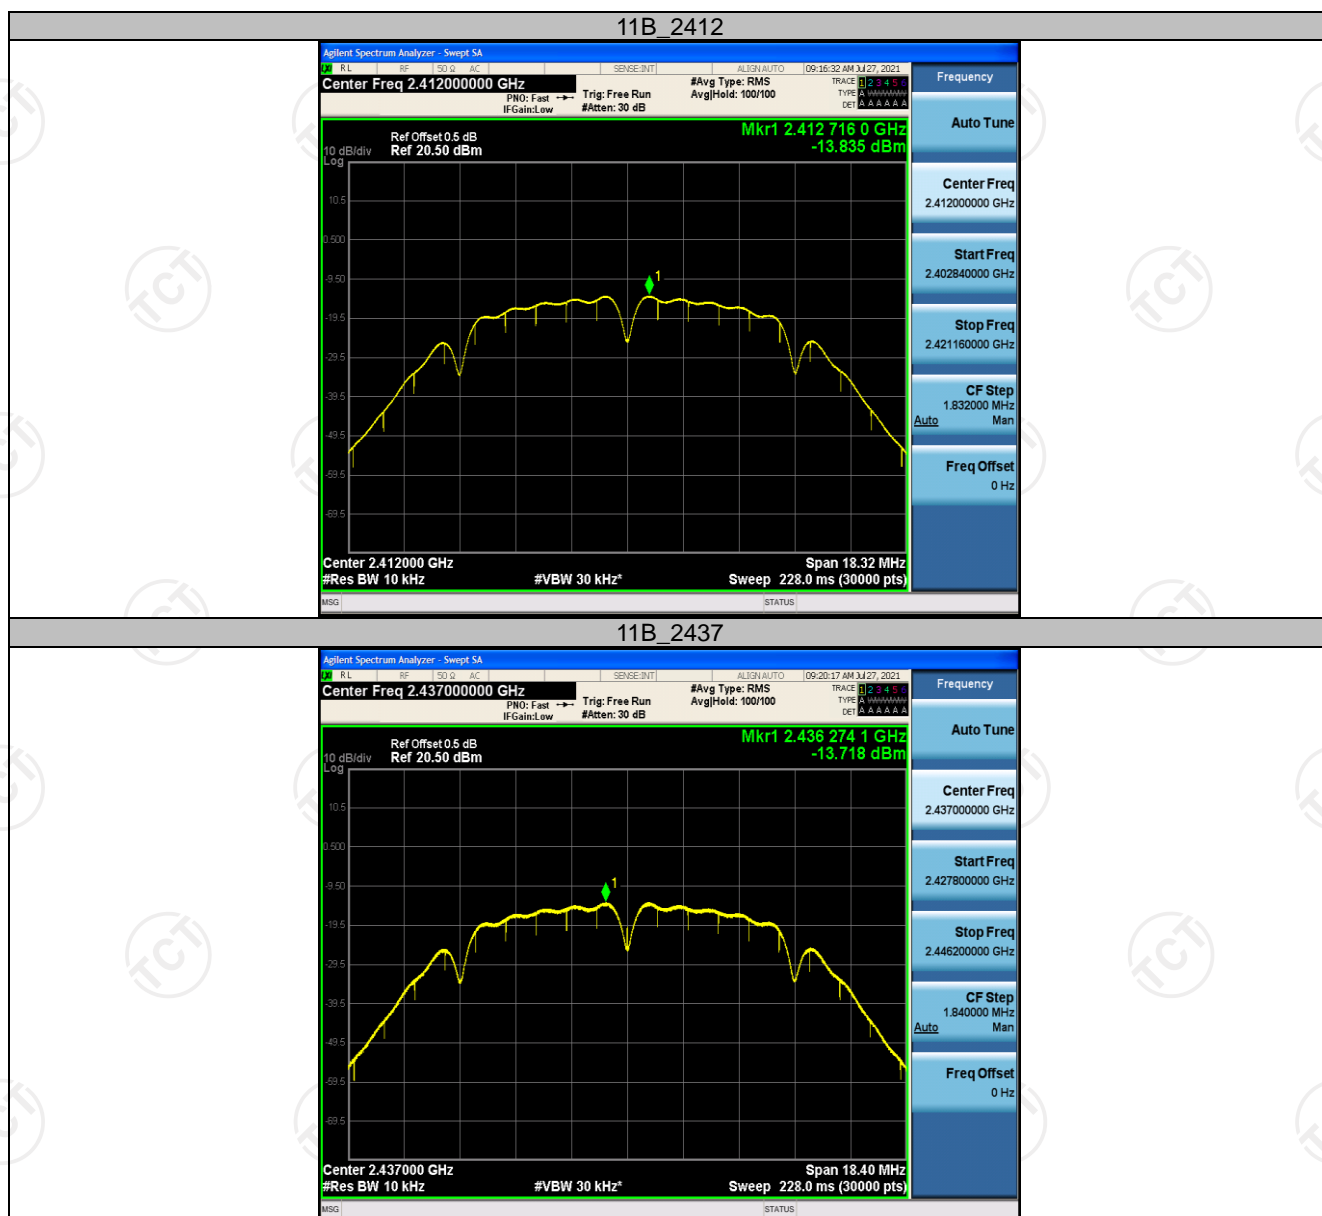 11B_2412
Agilent Spectrum Analyzer - Swept SA
RL RF 50 Ω AC SENSE:INT ALIGN AUTO 09:16:32 AM Jul 27, 2021
Center Freq 2.412000000 GHz
PNO: Fast
IFGain:Low
Trig: Free Run
#Atten: 30 dB
#Avg Type: RMS
Avg|Hold: 100/100
TRACE 1 2 3 4 5 6
TYPE A
DET A A A A A A
Ref Offset 0.5 dB
10 dB/div Ref 20.50 dBm
Log
Mkr1 2.412 716 0 GHz
-13.835 dBm
10.5
0.500
-9.50
-19.5
-29.5
-39.5
-49.5
-59.5
-69.5
1
Center 2.412000 GHz Span 18.32 MHz
#Res BW 10 kHz #VBW 30 kHz* Sweep 228.0 ms (30000 pts)
MSG STATUS
Frequency
Auto Tune
Center Freq
2.412000000 GHz
Start Freq
2.402840000 GHz
Stop Freq
2.421160000 GHz
CF Step
1.832000 MHz
Auto Man
Freq Offset
0 Hz
11B_2437
Agilent Spectrum Analyzer - Swept SA
RL RF 50 Ω AC SENSE:INT ALIGN AUTO 09:20:17 AM Jul 27, 2021
Center Freq 2.437000000 GHz
PNO: Fast
IFGain:Low
Trig: Free Run
#Atten: 30 dB
#Avg Type: RMS
Avg|Hold: 100/100
TRACE 1 2 3 4 5 6
TYPE A
DET A A A A A A
Ref Offset 0.5 dB
10 dB/div Ref 20.50 dBm
Log
Mkr1 2.436 274 1 GHz
-13.718 dBm
10.5
0.500
-9.50
-19.5
-29.5
-39.5
-49.5
-59.5
-69.5
1
Center 2.437000 GHz Span 18.40 MHz
#Res BW 10 kHz #VBW 30 kHz* Sweep 228.0 ms (30000 pts)
MSG STATUS
Frequency
Auto Tune
Center Freq
2.437000000 GHz
Start Freq
2.427800000 GHz
Stop Freq
2.446200000 GHz
CF Step
1.840000 MHz
Auto Man
Freq Offset
0 Hz
TCT
TCT
TCT
TCT